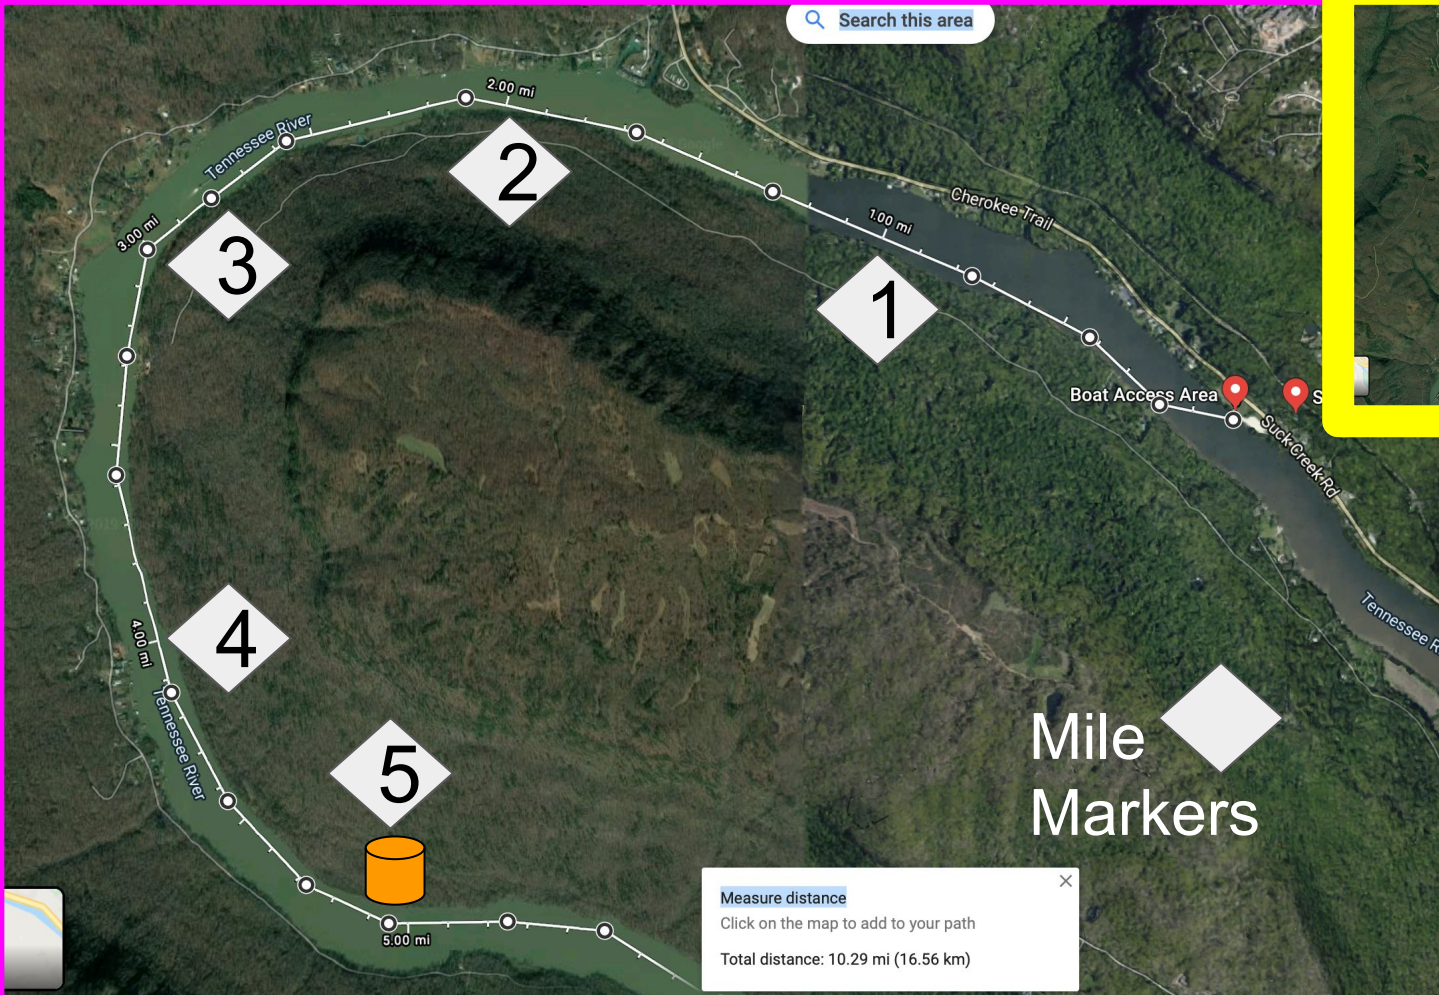 Search this area
2.00 mi
Tennessee River
2
Cherokee Trail
1.00 mi
3.00 mi
3
1
Boat Access Area
S
Suck Creek Rd
4
4.00 mi
Tennessee R
Tennessee River
Mile
Markers
5
5.00 mi
Measure distance
Click on the map to add to your path
Total distance: 10.29 mi (16.56 km)